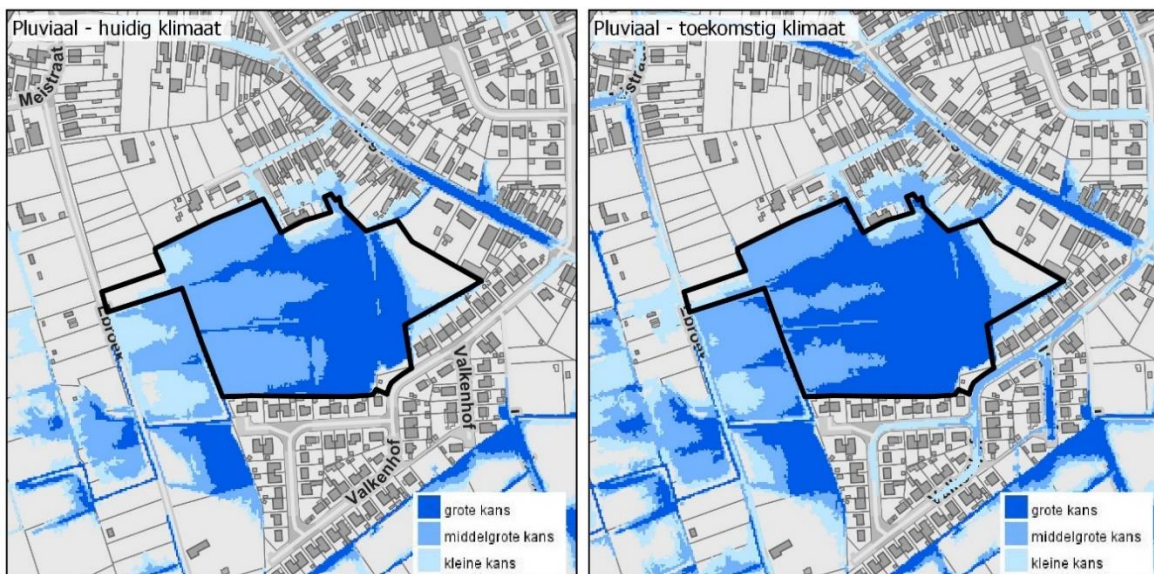 Pluviaal - huidig klimaat
Meistraat
Valkenhof
Valkenhof
grote kans
middelgrote kans
kleine kans
Pluviaal - toekomstig klimaat
grote kans
middelgrote kans
kleine kans